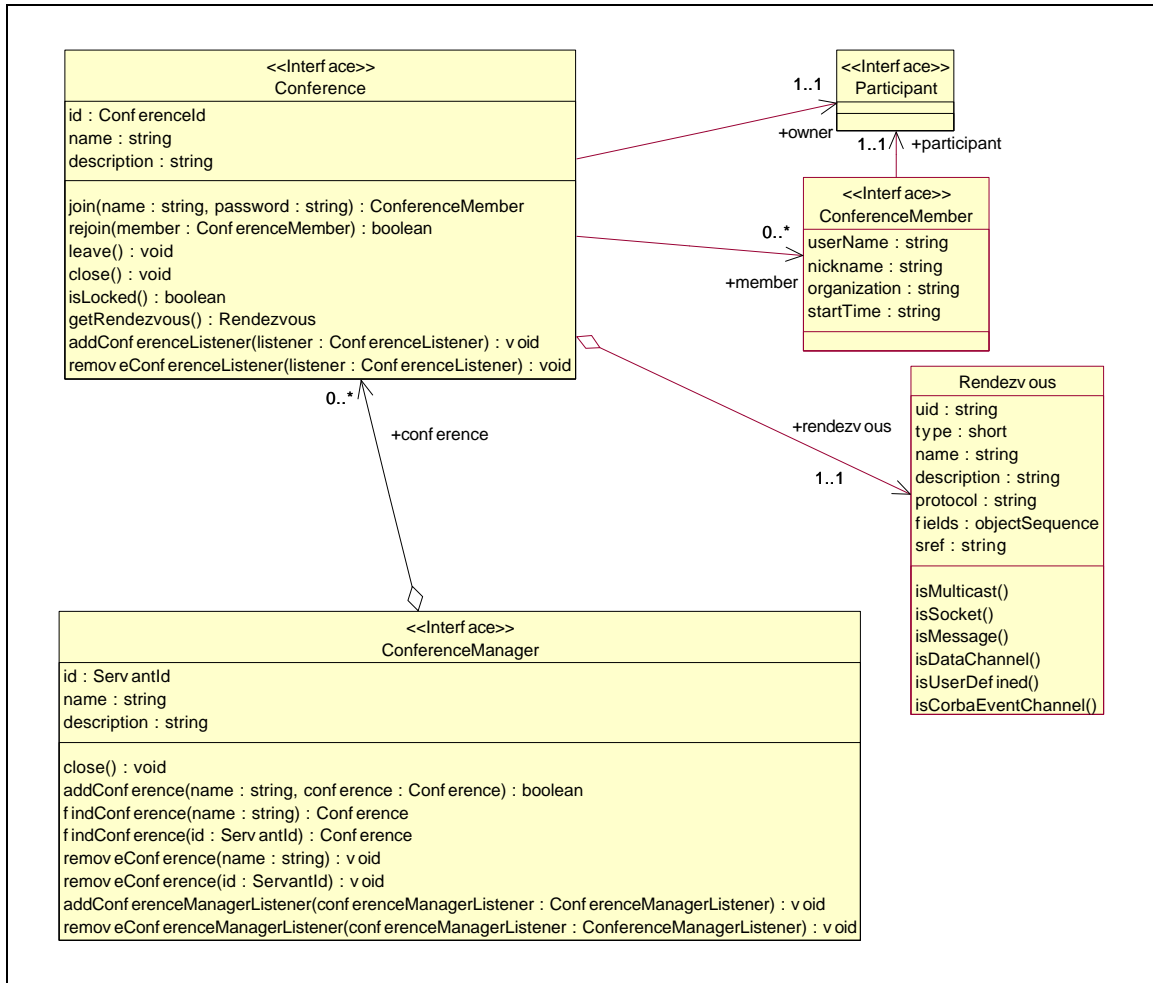 <<Interface>>
Conference
id : ConferenceId
name : string
description : string
join(name : string, password : string) : ConferenceMember
rejoin(member : ConferenceMember) : boolean
leave() : void
close() : void
isLocked() : boolean
getRendezvous() : Rendezvous
addConferenceListener(listener : ConferenceListener) : void
removeConferenceListener(listener : ConferenceListener) : void
<<Interface>>
Participant
1..1
+owner
1..1
+participant
<<Interface>>
ConferenceMember
userName : string
nickname : string
organization : string
startTime : string
0..*
+member
0..*
+conference
+rendezvous
1..1
Rendezvous
uid : string
type : short
name : string
description : string
protocol : string
fields : objectSequence
sref : string
isMulticast()
isSocket()
isMessage()
isDataChannel()
isUserDefined()
isCorbaEventChannel()
<<Interface>>
ConferenceManager
id : ServantId
name : string
description : string
close() : void
addConference(name : string, conference : Conference) : boolean
findConference(name : string) : Conference
findConference(id : ServantId) : Conference
removeConference(name : string) : void
removeConference(id : ServantId) : void
addConferenceManagerListener(conferenceManagerListener : ConferenceManagerListener) : void
removeConferenceManagerListener(conferenceManagerListener : ConferenceManagerListener) : void